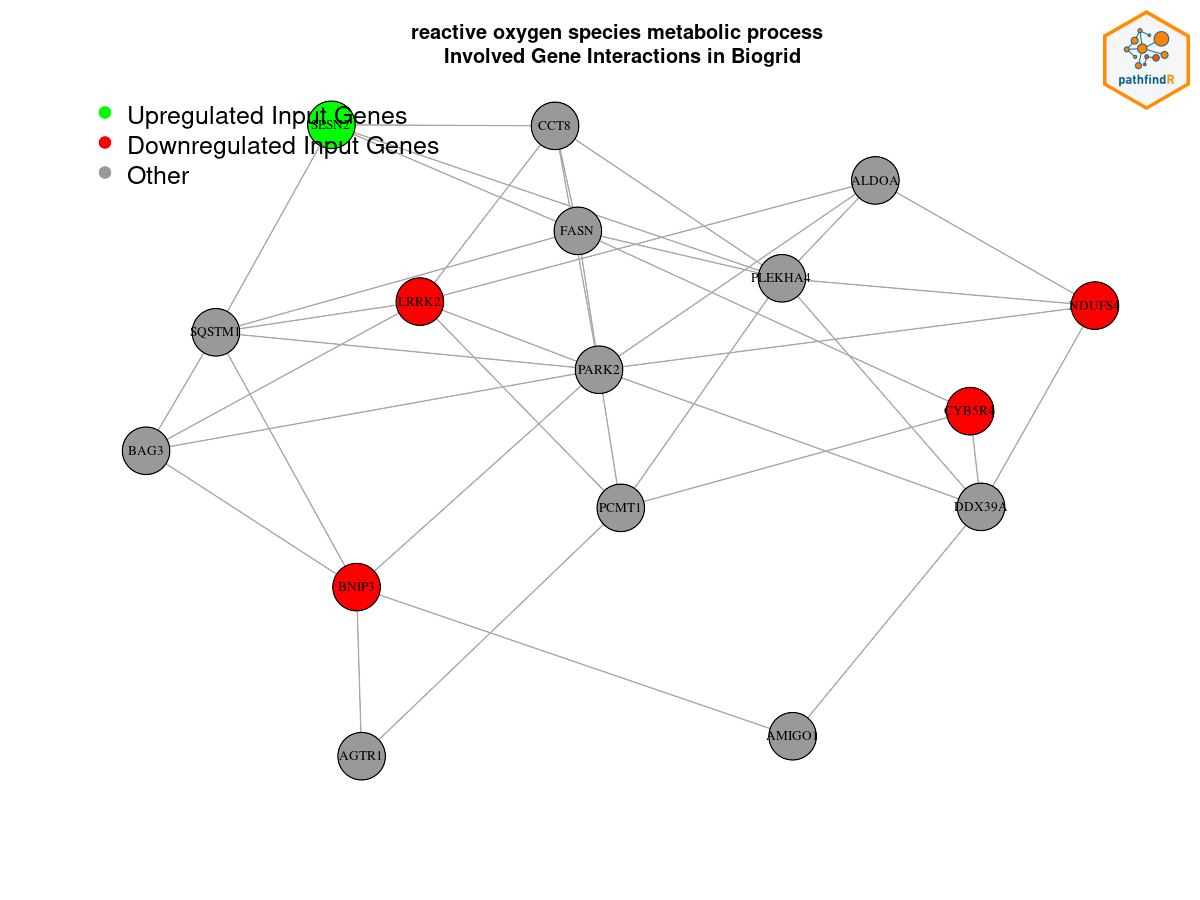 reactive oxygen species metabolic process
Involved Gene Interactions in Biogrid
pathfindR
Upregulated Input Genes
Downregulated Input Genes
Other
SESN2
CCT8
ALDOA
FASN
PLEKHA4
LRRK2
NDUFS4
SQSTM1
PARK2
CYB5R4
BAG3
PCMT1
DDX39A
BNIP3
AMIGO1
AGTR1